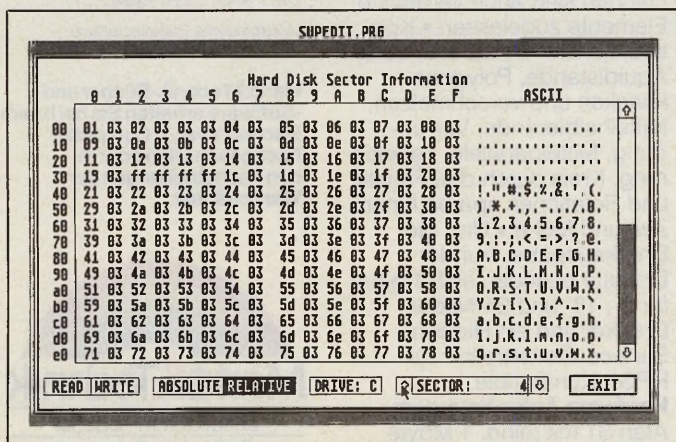 SUPEDIT.PRG
Hard Disk Sector Information
0 1 2 3 4 5 6 7 8 9 A B C D E F ASCII
00 01 03 02 03 03 03 04 03 05 03 06 03 07 03 08 03 ................
10 09 03 0a 03 0b 03 0c 03 0d 03 0e 03 0f 03 10 03 ................
20 11 03 12 03 13 03 14 03 15 03 16 03 17 03 18 03 ................
30 19 03 ff ff ff ff 1c 03 1d 03 1e 03 1f 03 20 03 ................
40 21 03 22 03 23 03 24 03 25 03 26 03 27 03 28 03 !.".#.$.%.&.'.(.
50 29 03 2a 03 2b 03 2c 03 2d 03 2e 03 2f 03 30 03 ).*.+.,.-.../.0.
60 31 03 32 03 33 03 34 03 35 03 36 03 37 03 38 03 1.2.3.4.5.6.7.8.
70 39 03 3a 03 3b 03 3c 03 3d 03 3e 03 3f 03 40 03 9.:.;.<.=.>.?.@.
80 41 03 42 03 43 03 44 03 45 03 46 03 47 03 48 03 A.B.C.D.E.F.G.H.
90 49 03 4a 03 4b 03 4c 03 4d 03 4e 03 4f 03 50 03 I.J.K.L.M.N.O.P.
a0 51 03 52 03 53 03 54 03 55 03 56 03 57 03 58 03 Q.R.S.T.U.V.W.X.
b0 59 03 5a 03 5b 03 5c 03 5d 03 5e 03 5f 03 60 03 Y.Z.[.\.].^._.`.
c0 61 03 62 03 63 03 64 03 65 03 66 03 67 03 68 03 a.b.c.d.e.f.g.h.
d0 69 03 6a 03 6b 03 6c 03 6d 03 6e 03 6f 03 70 03 i.j.k.l.m.n.o.p.
e0 71 03 72 03 73 03 74 03 75 03 76 03 77 03 78 03 q.r.s.t.u.v.w.x.
READ WRITE ABSOLUTE RELATIVE DRIVE: C SECTOR: 4 EXIT